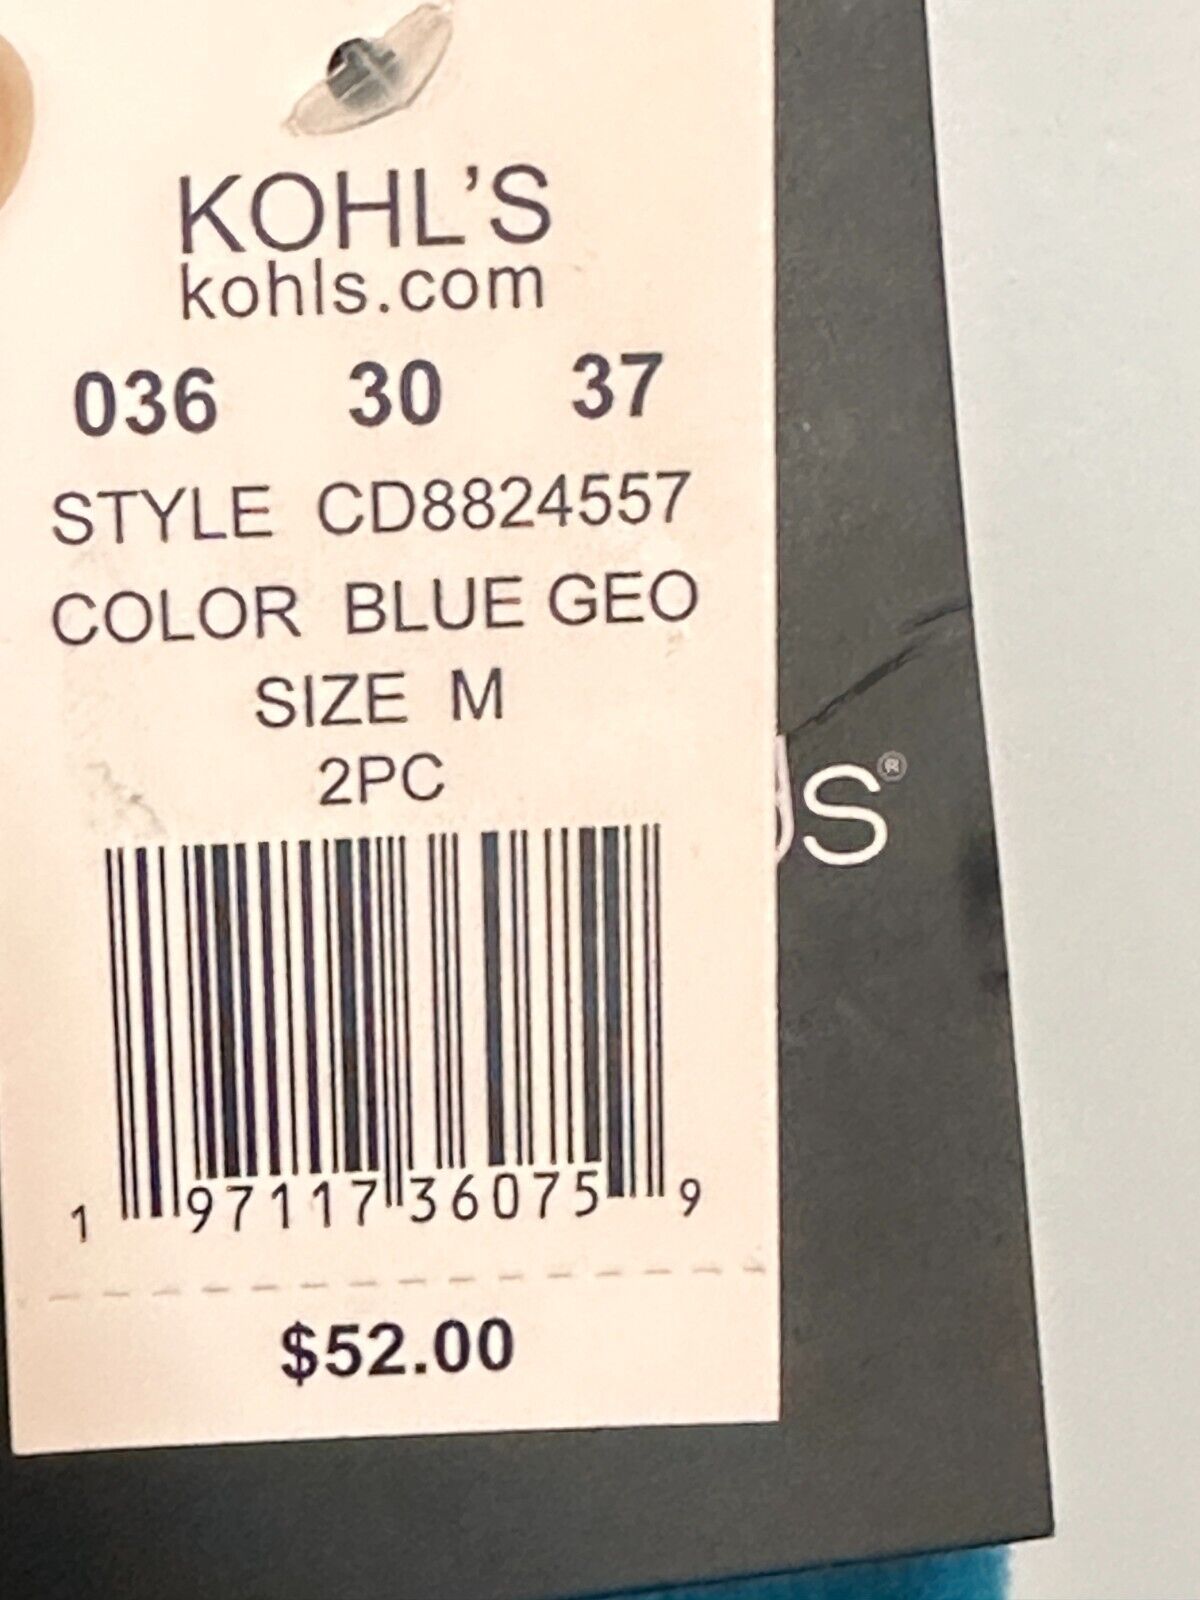 KOHL'S
kohls.com
036 30 37
STYLE CD8824557
COLOR BLUE GEO
SIZE M
2PC
US®
1 97117 36075 9
$52.00